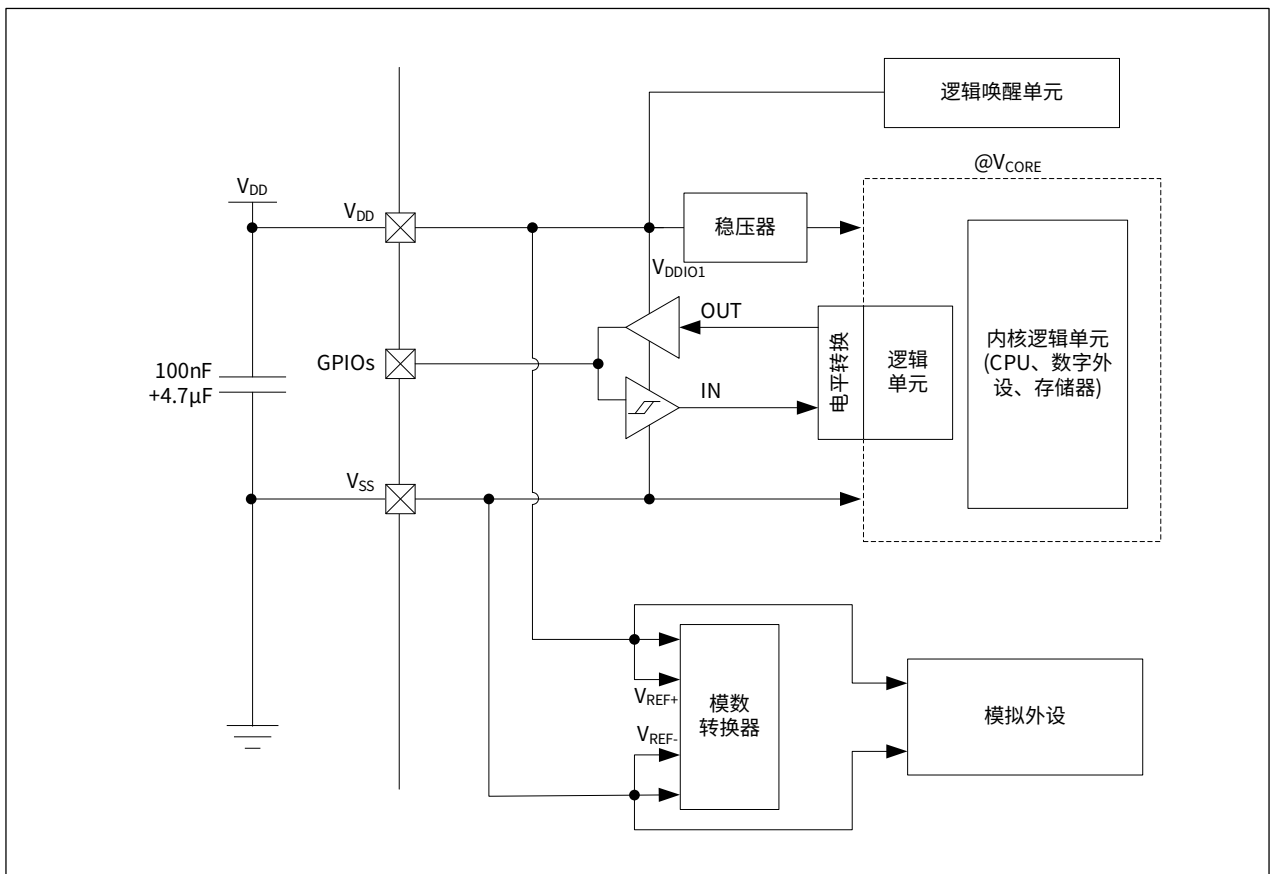 逻辑唤醒单元
@VCORE
VDD
VDD
稳压器
VDDIO1
OUT
GPIOs
100nF
+4.7μF
电平转换
逻辑
单元
内核逻辑单元
(CPU、数字外
设、存储器)
IN
VSS
VREF+
模数
转换器
VREF-
模拟外设